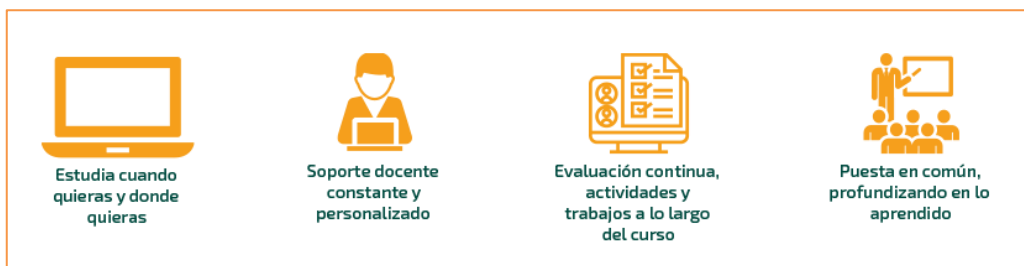 Estudia cuando
quieras y donde
quieras
Soporte docente
constante y
personalizado
Evaluación continua,
actividades y
trabajos a lo largo
del curso
Puesta en común,
profundizando en lo
aprendido